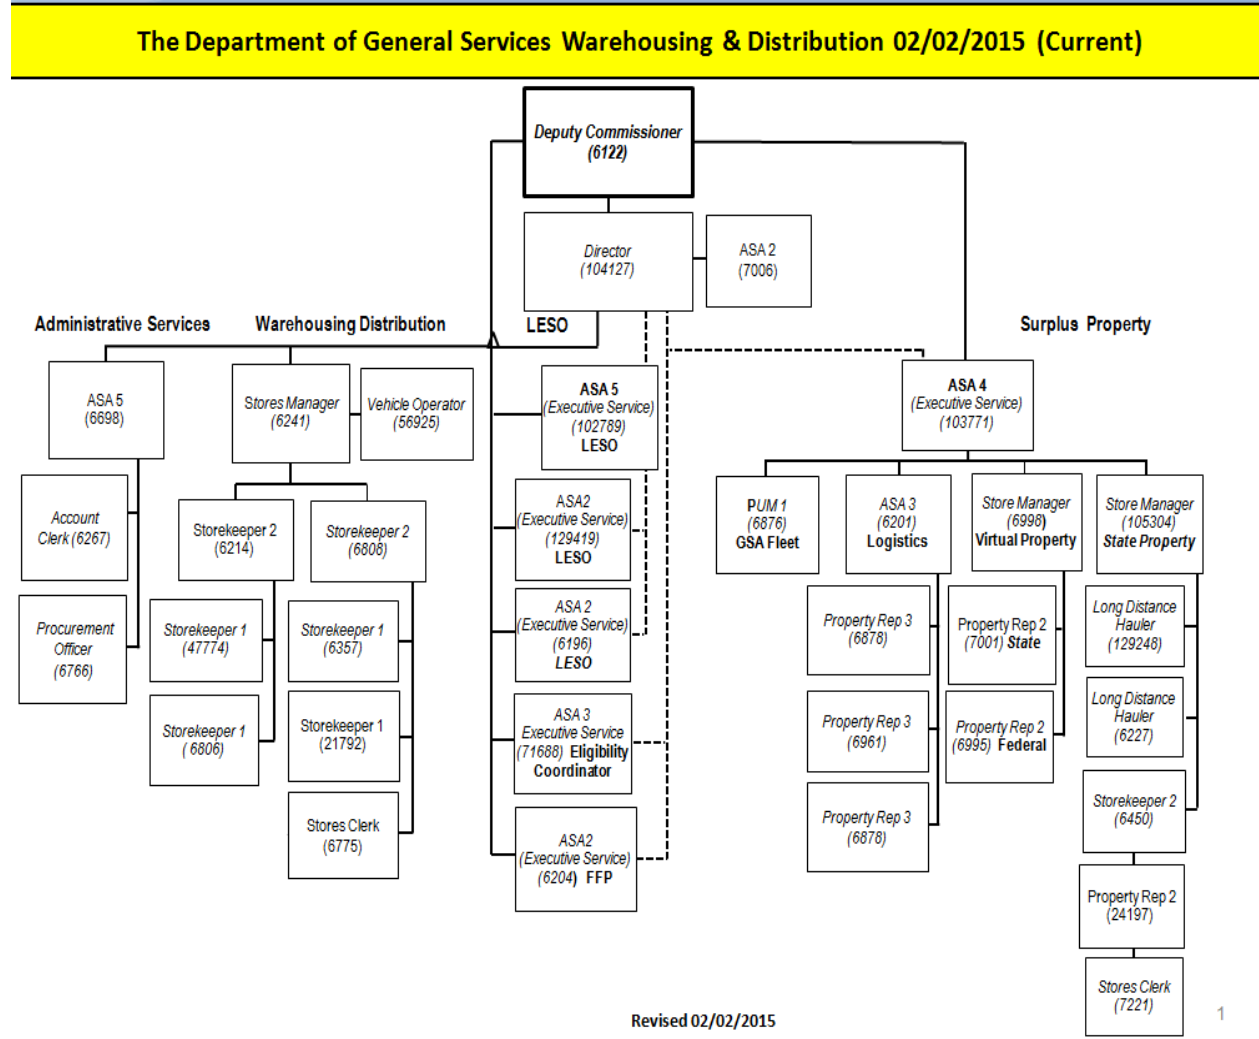 The Department of General Services Warehousing & Distribution 02/02/2015 (Current)
Deputy Commissioner
(6122)
Director
(104127)
ASA 2
(7006)
Administrative Services
Warehousing Distribution
LESO
Surplus Property
ASA 5
(6698)
Stores Manager
(6241)
Vehicle Operator
(56925)
ASA 5
(Executive Service)
(102789)
LESO
ASA 4
(Executive Service)
(103771)
Account
Clerk (6267)
Procurement
Officer
(6766)
Storekeeper 2
(6214)
Storekeeper 2
(6808)
Storekeeper 1
(47774)
Storekeeper 1
( 6806)
Storekeeper 1
(6357)
Storekeeper 1
(21792)
Stores Clerk
(6775)
ASA2
(Executive Service)
(129419)
LESO
ASA 2
(Executive Service)
(6196)
LESO
ASA 3
Executive Service
(71688) Eligibility
Coordinator
ASA2
(Executive Service)
(6204) FFP
PUM 1
(6876)
GSA Fleet
ASA 3
(6201)
Logistics
Store Manager
(6998)
Virtual Property
Store Manager
(105304)
State Property
Property Rep 3
(6878)
Property Rep 3
(6961)
Property Rep 3
(6878)
Property Rep 2
(7001) State
Property Rep 2
(6995) Federal
Long Distance
Hauler
(129248)
Long Distance
Hauler
(6227)
Storekeeper 2
(6450)
Property Rep 2
(24197)
Stores Clerk
(7221)
Revised 02/02/2015
1